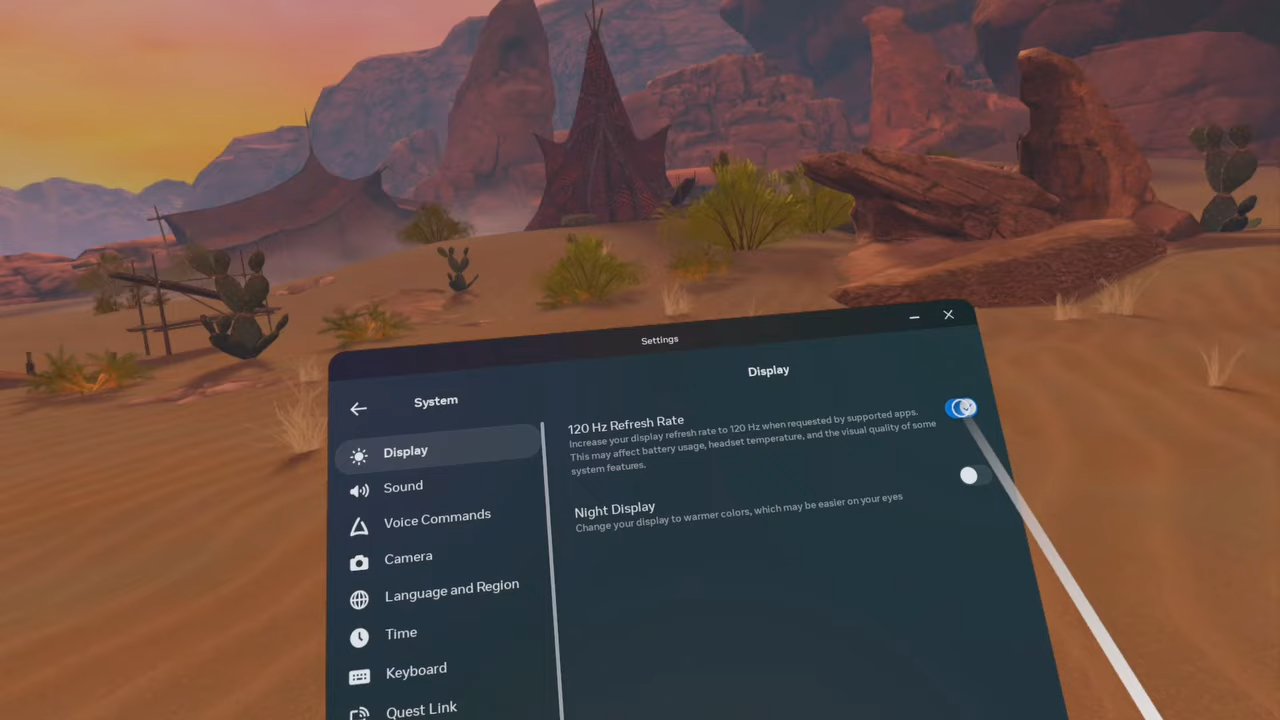 Settings
System
Display
Sound
Voice Commands
Camera
Language and Region
Time
Keyboard
Quest Link
Display
120 Hz Refresh Rate
Increase your display refresh rate to 120 Hz when requested by supported apps.
This may affect battery usage, headset temperature, and the visual quality of some
system features.
Night Display
Change your display to warmer colors, which may be easier on your eyes